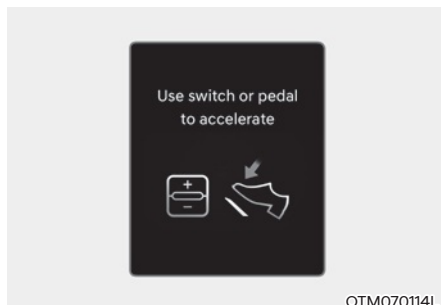 Use switch or pedal
to accelerate
+
-
OTM070114L